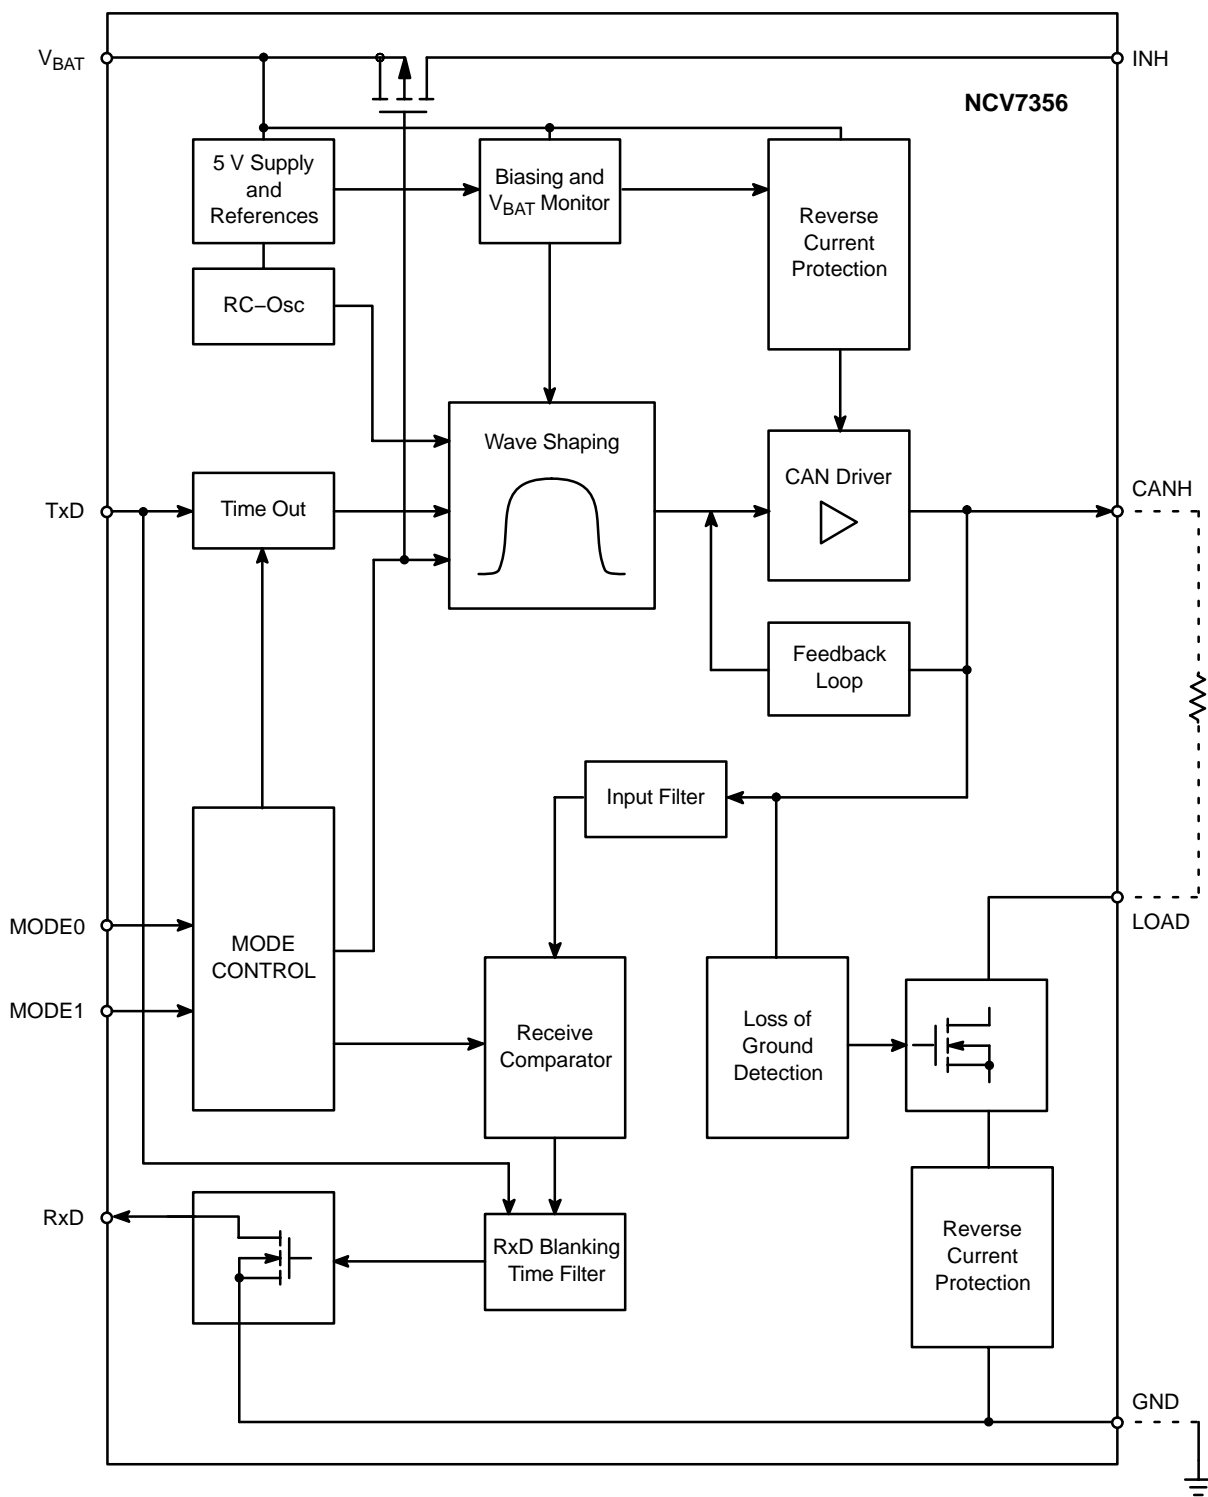 V_BAT
INH
NCV7356
5 V Supply
and
References
Biasing and
V_BAT Monitor
Reverse
Current
Protection
RC–Osc
Wave Shaping
CAN Driver
CANH
TxD
Time Out
Feedback
Loop
Input Filter
MODE0
LOAD
MODE
CONTROL
MODE1
Receive
Comparator
Loss of
Ground
Detection
RxD
RxD Blanking
Time Filter
Reverse
Current
Protection
GND